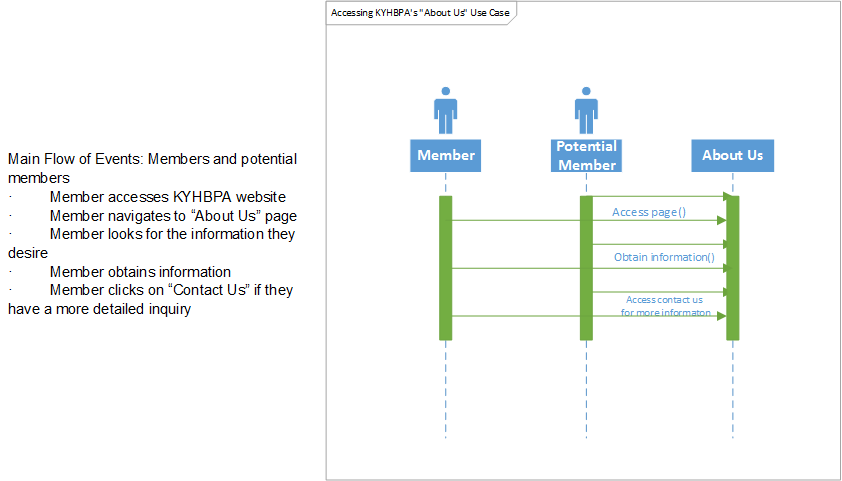 Accessing KYHBPA's "About Us" Use Case
Main Flow of Events: Members and potential
members
· Member accesses KYHBPA website
· Member navigates to “About Us” page
· Member looks for the information they
desire
· Member obtains information
· Member clicks on “Contact Us” if they
have a more detailed inquiry
Member
Potential
Member
About Us
Access page()
Obtain information()
Access contact us
for more informaton